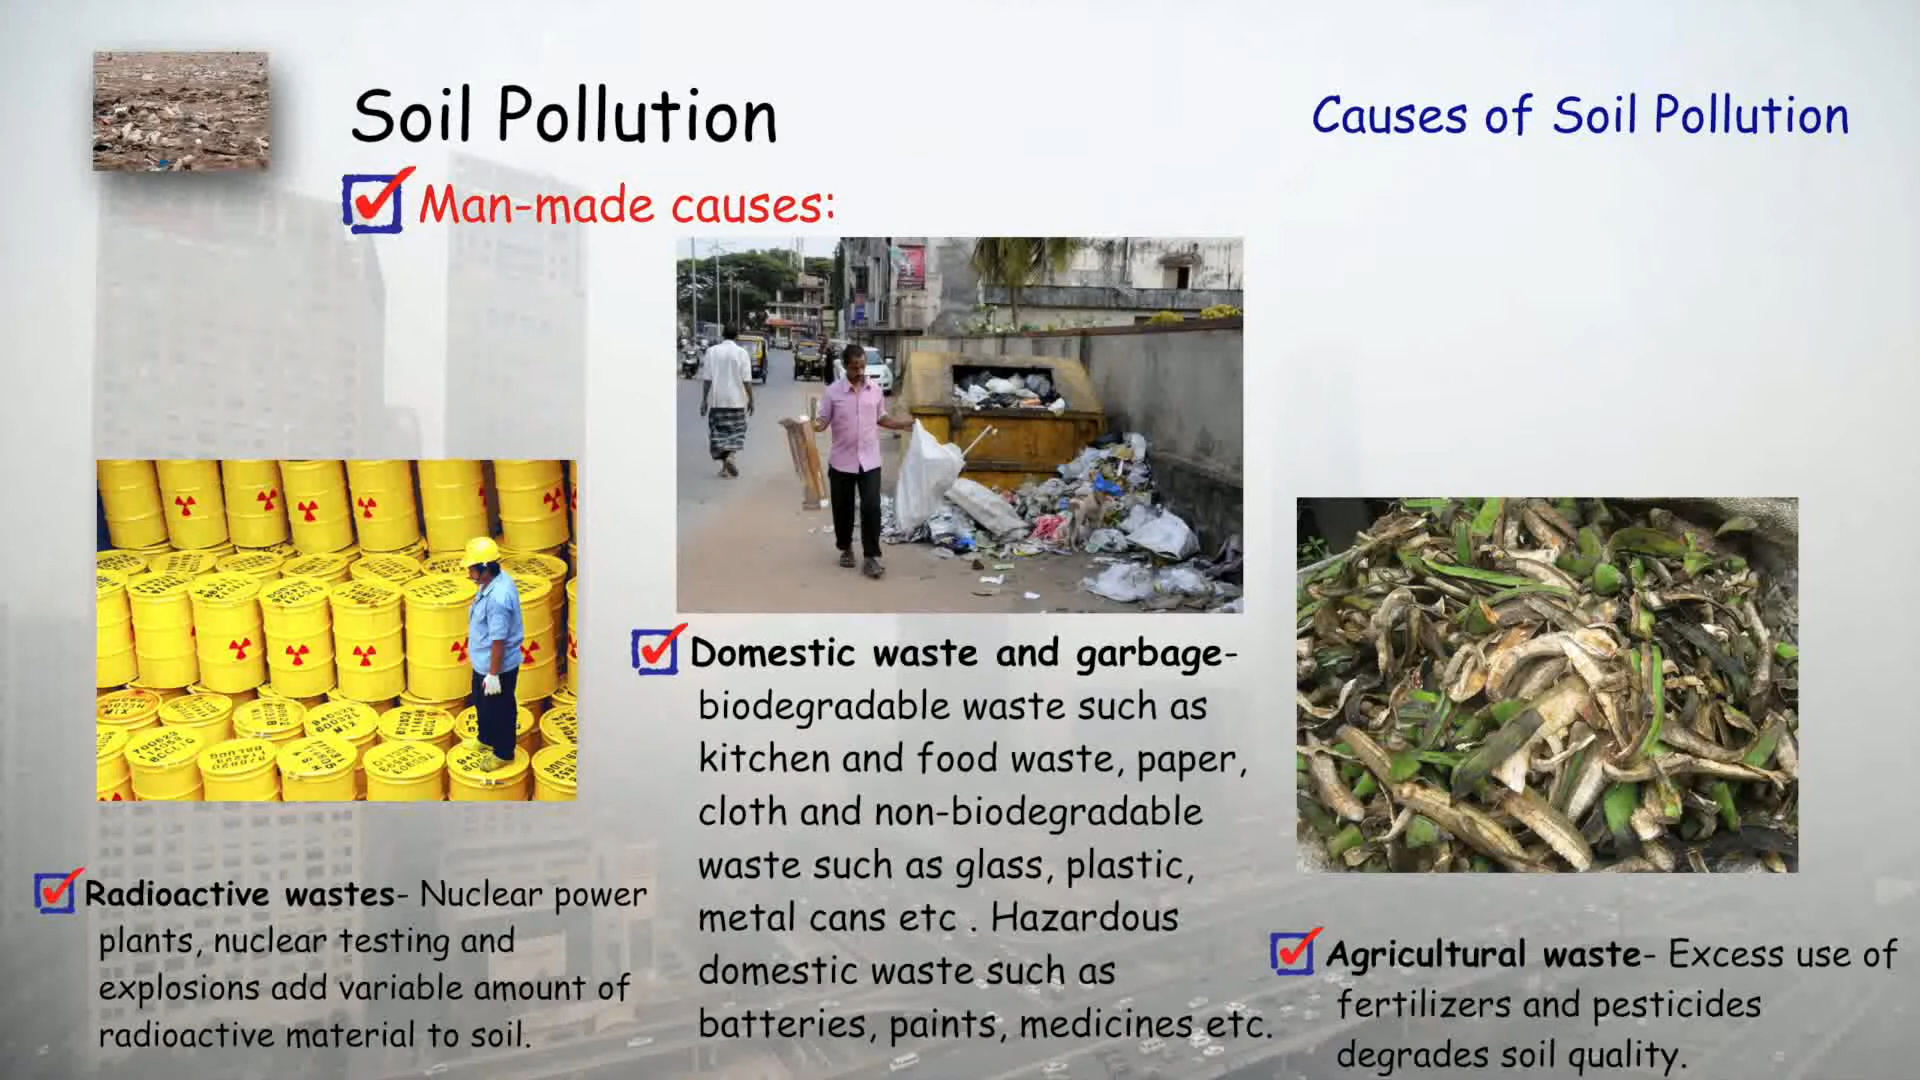 Soil Pollution
Causes of Soil Pollution
Man-made causes:
Radioactive wastes- Nuclear power
plants, nuclear testing and
explosions add variable amount of
radioactive material to soil.
Domestic waste and garbage-
biodegradable waste such as
kitchen and food waste, paper,
cloth and non-biodegradable
waste such as glass, plastic,
metal cans etc . Hazardous
domestic waste such as
batteries, paints, medicines etc.
Agricultural waste- Excess use of
fertilizers and pesticides
degrades soil quality.